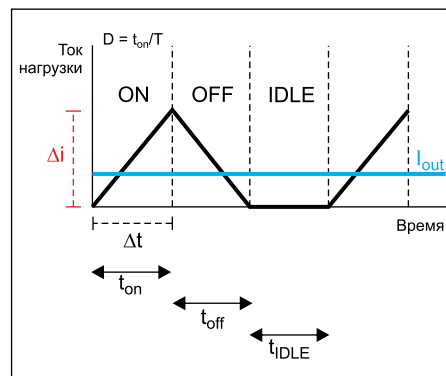 Ток
нагрузки
D = t_on/T
ON
OFF
IDLE
Δi
I_out
Время
Δt
t_on
t_off
t_IDLE